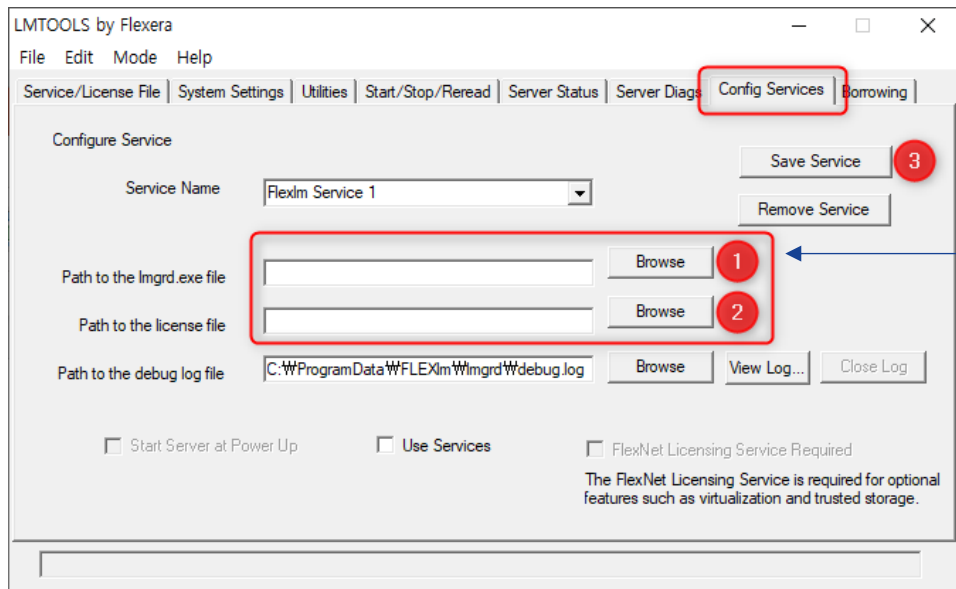 LMTOOLS by Flexera
File Edit Mode Help
Service/License File System Settings Utilities Start/Stop/Reread Server Status Server Diags Config Services Borrowing
Configure Service
Save Service 3
Service Name Flexlm Service 1
Remove Service
Path to the lmgrd.exe file Browse 1
Path to the license file Browse 2
Path to the debug log file C:₩ProgramData₩FLEXlm₩lmgrd₩debug.log Browse View Log... Close Log
Start Server at Power Up Use Services FlexNet Licensing Service Required
The FlexNet Licensing Service is required for optional
features such as virtualization and trusted storage.